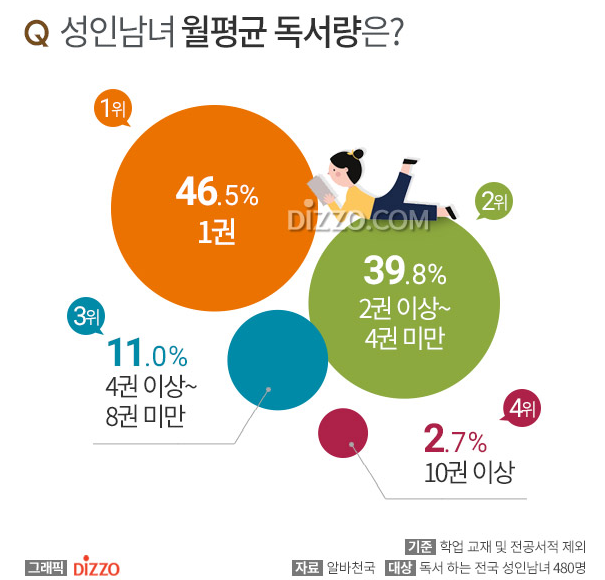 Q 성인남녀 월평균 독서량은?
1위
46.5%
1권
DIZZO.COM
2위
39.8%
2권 이상~
4권 미만
3위
11.0%
4권 이상~
8권 미만
4위
2.7%
10권 이상
기준 학업 교재 및 전공서적 제외
그래픽 DIZZO 자료 알바천국 대상 독서 하는 전국 성인남녀 480명